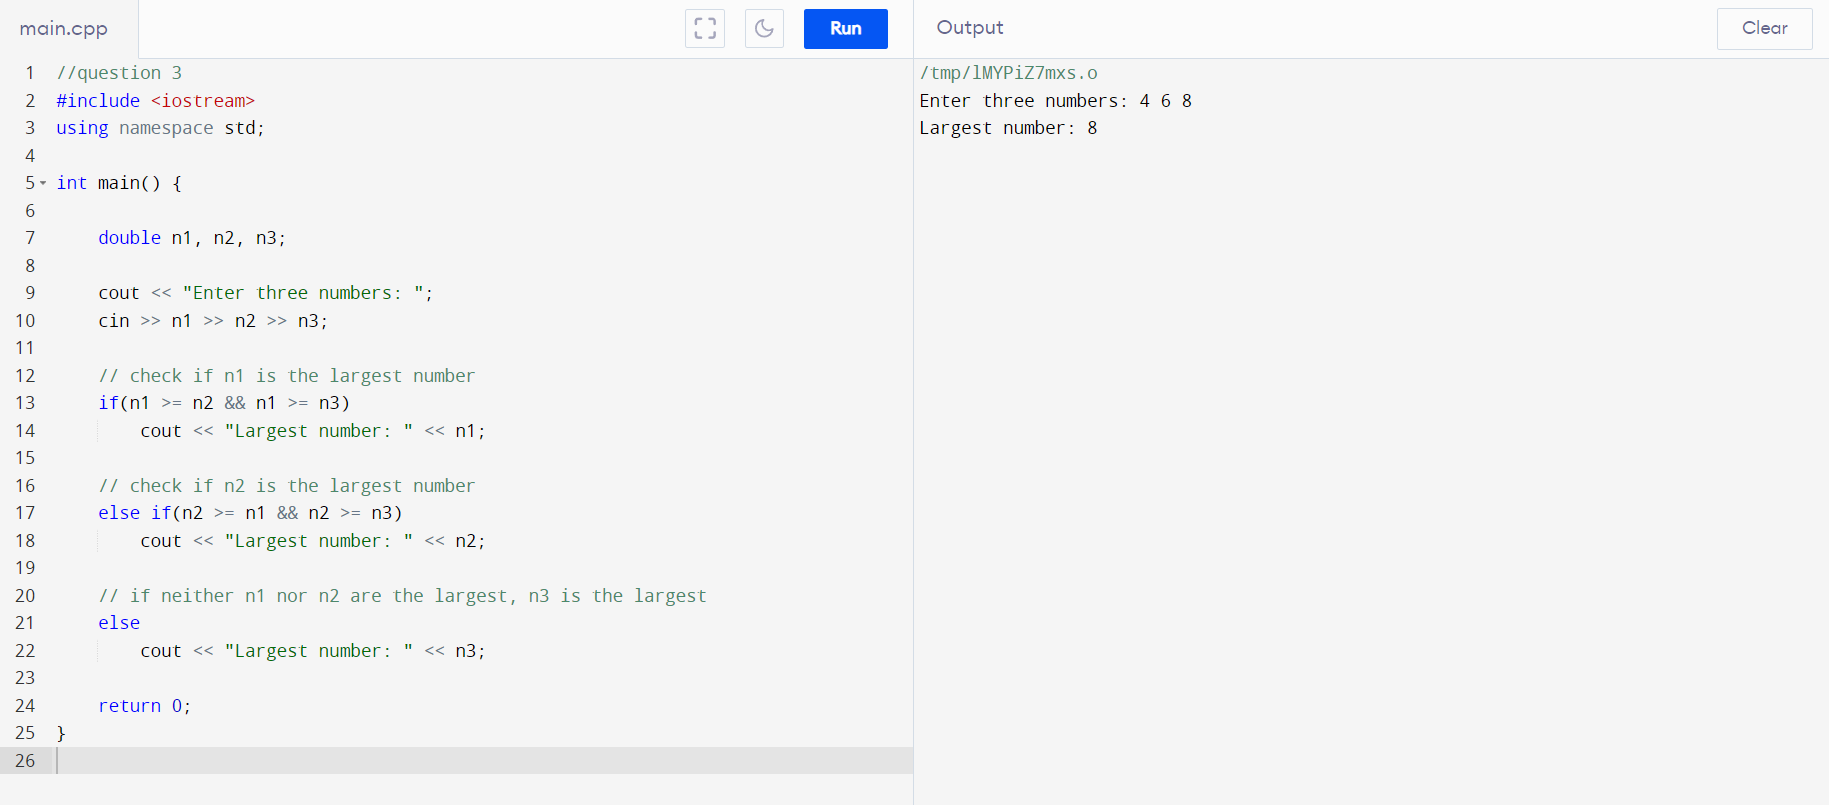 main.cpp
Run
1 //question 3
2 #include <iostream>
3 using namespace std;
4
5 int main() {
6
7     double n1, n2, n3;
8
9     cout << "Enter three numbers: ";
10     cin >> n1 >> n2 >> n3;
11
12     // check if n1 is the largest number
13     if(n1 >= n2 && n1 >= n3)
14         cout << "Largest number: " << n1;
15
16     // check if n2 is the largest number
17     else if(n2 >= n1 && n2 >= n3)
18         cout << "Largest number: " << n2;
19
20     // if neither n1 nor n2 are the largest, n3 is the largest
21     else
22         cout << "Largest number: " << n3;
23
24     return 0;
25 }
26
Output
Clear
/tmp/lMYPiZ7mxs.o
Enter three numbers: 4 6 8
Largest number: 8